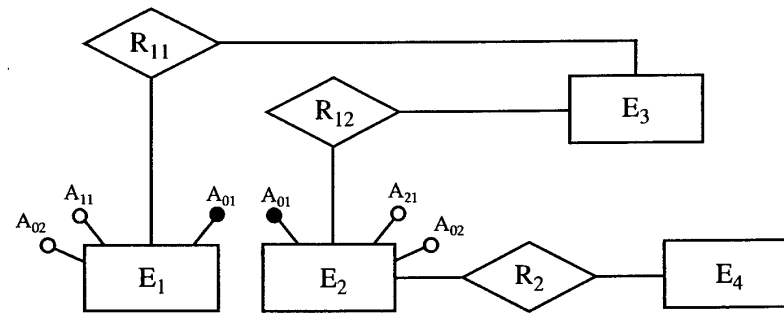 R₁₁
R₁₂ E₃
A₁₁ A₀₁ A₀₁ A₂₁
A₀₂ A₀₂
E₁ E₂ R₂ E₄